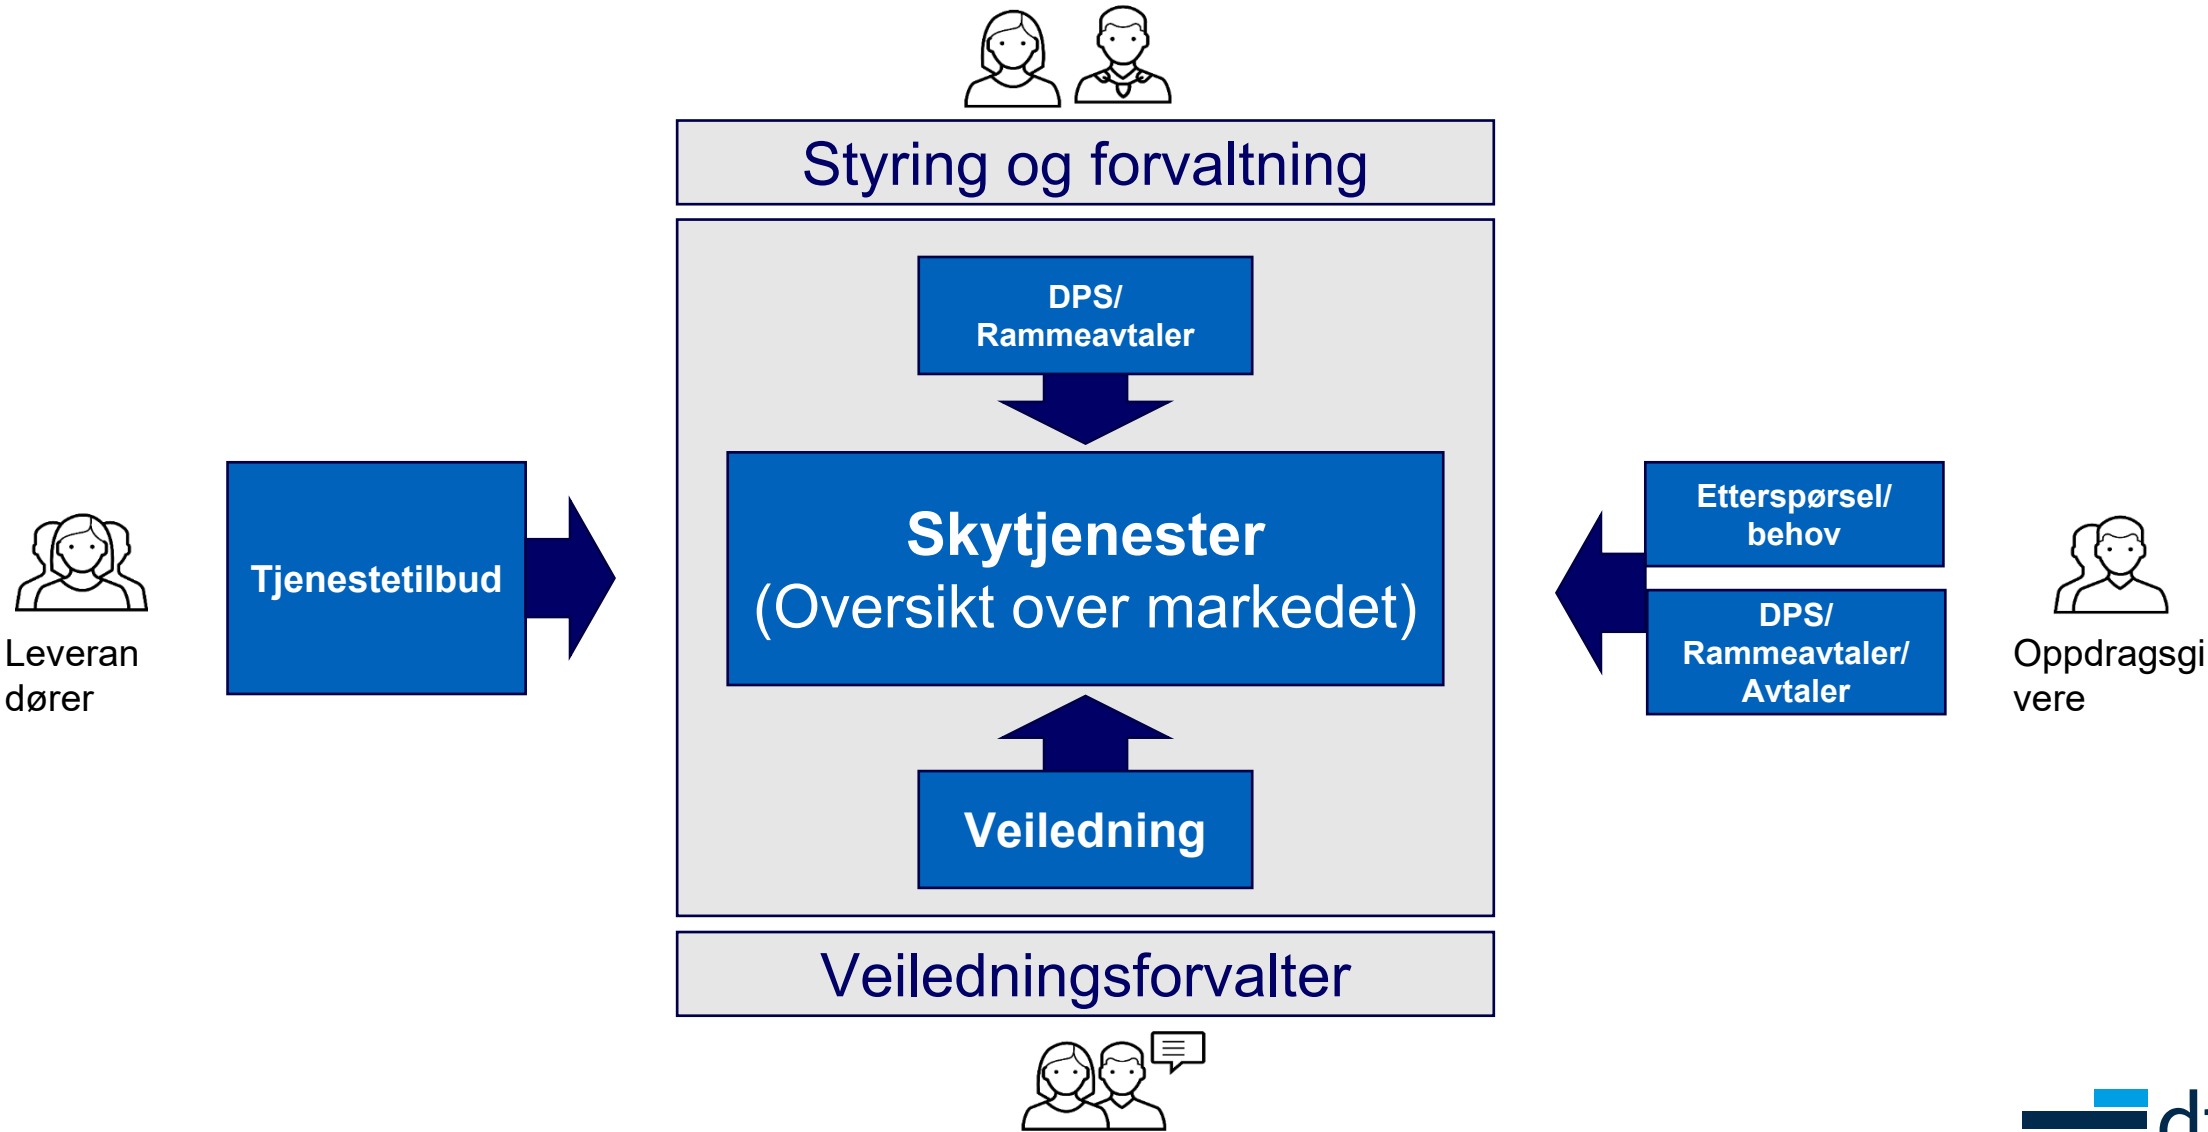 Styring og forvaltning
DPS/
Rammeavtaler
Skytjenester
(Oversikt over markedet)
Veiledning
Veiledningsforvalter
Tjenestetilbud
Leveran
dører
Etterspørsel/
behov
DPS/
Rammeavtaler/
Avtaler
Oppdragsgi
vere